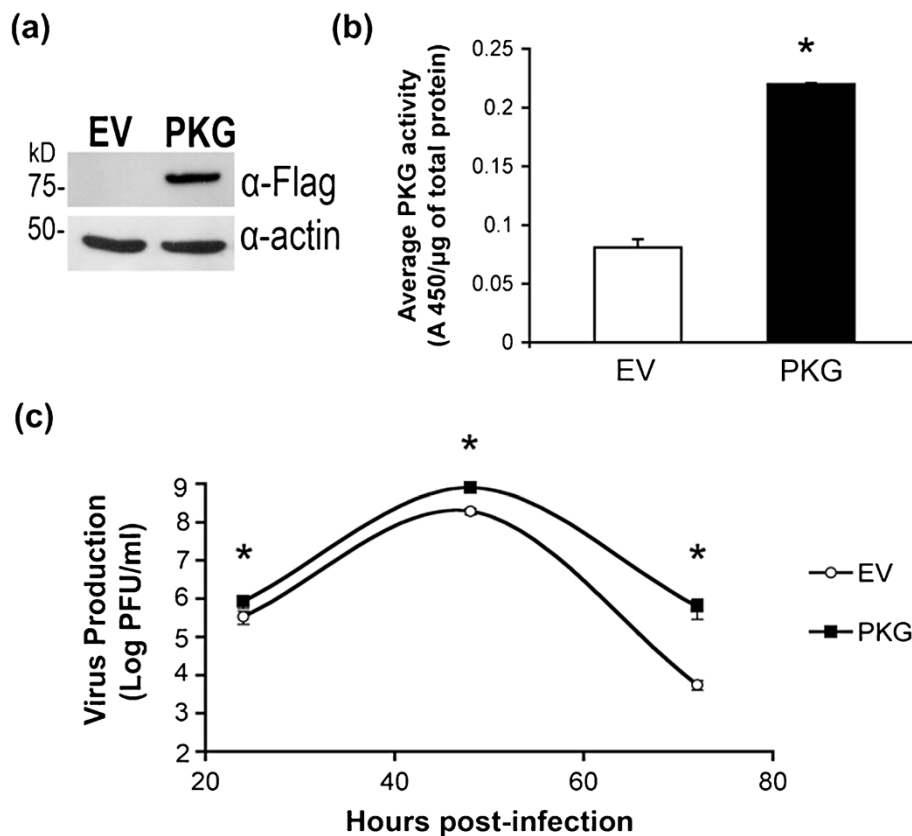 (a)
EV PKG
kD
75-
α-Flag
50-
α-actin
(b)
Average PKG activity
(A 450/µg of total protein)
0.25
0.2
0.15
0.1
0.05
0
*
EV
PKG
(c)
Virus Production
(Log PFU/ml)
9
8
7
6
5
4
3
2
*
*
*
20
40
60
80
Hours post-infection
EV
PKG